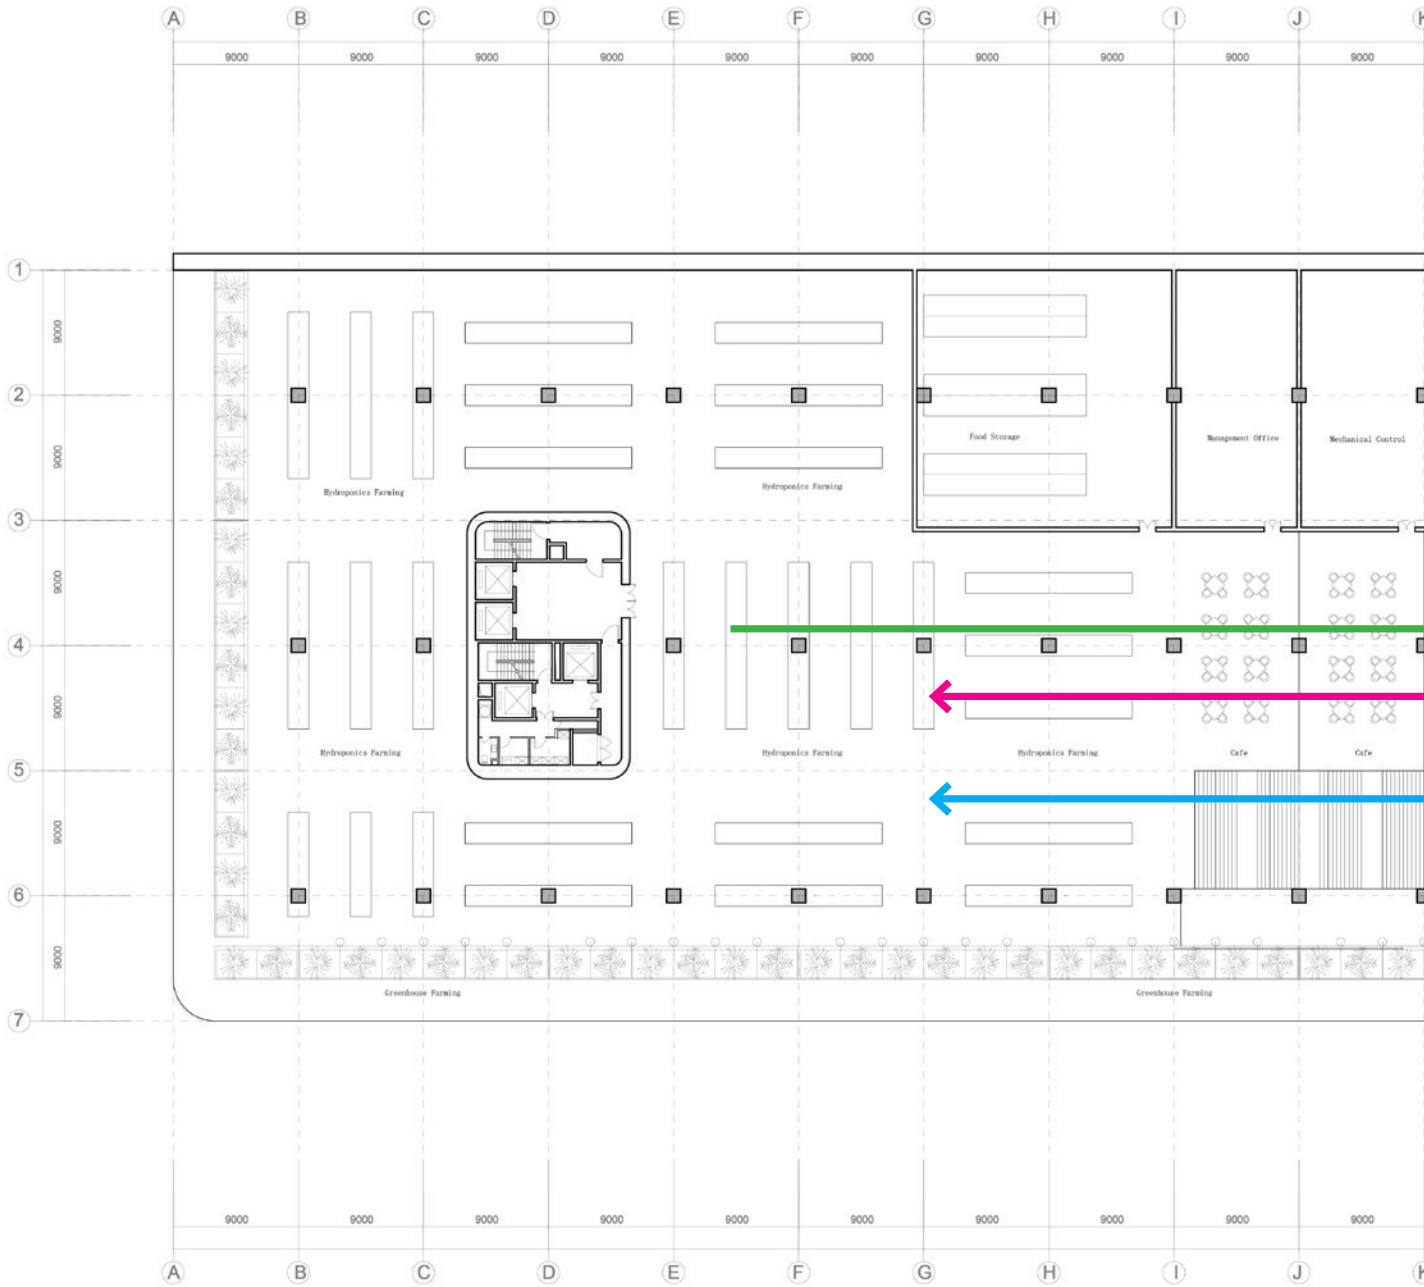 A B C D E F G H I J K
9000 9000 9000 9000 9000 9000 9000 9000 9000 9000
1
9000
2
Food Storage
Management Office
Mechanical Control
9000
Hydroponics Farming
Hydroponics Farming
3
9000
4
9000
Hydroponics Farming
Hydroponics Farming
Hydroponics Farming
Cafe
Cafe
5
9000
6
9000
Greenhouse Farming
Greenhouse Farming
7
9000 9000 9000 9000 9000 9000 9000 9000 9000 9000
A B C D E F G H I J K